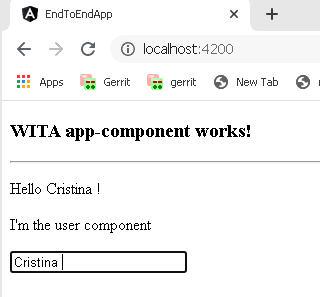 EndToEndApp
localhost:4200
Apps
Gerrit
gerrit
New Tab
WITA app-component works!
Hello Cristina !
I'm the user component
Cristina